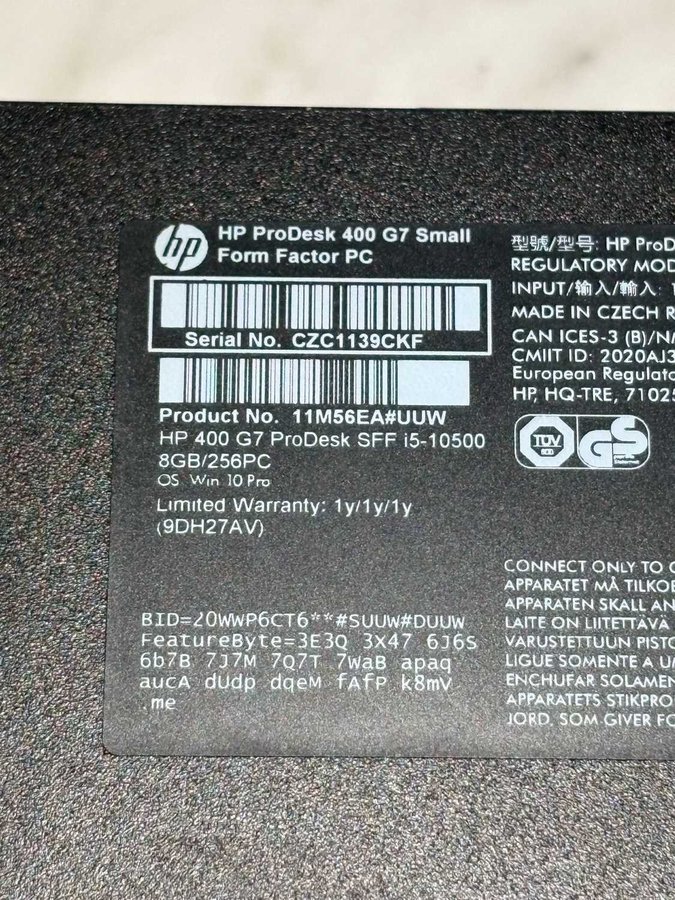 hp
HP ProDesk 400 G7 Small
Form Factor PC
Serial No. CZC1139CKF
Product No. 11M56EA#UUW
HP 400 G7 ProDesk SFF i5-10500
8GB/256PC
OS Win 10 Pro
Limited Warranty: 1y/1y/1y
(9DH27AV)
BID=20WWP6CT6**#SUUW#DUUW
FeatureByte=3E3Q 3X47 6J6S
6b7B 7J7M 7Q7T 7WaB apaq
aucA dUdp dqeM fAfP k8mV
.me
型號/型号: HP ProD
REGULATORY MOD
INPUT/输入/輸入:
MADE IN CZECH R
CAN ICES-3 (B)/NM
CMIIT ID: 2020AJ3
European Regulato
HP, HQ-TRE, 71025
TÜV
GS
CONNECT ONLY TO
APPARATET MÅ TILKOB
APPARATEN SKALL AN
LAITE ON LIITETTÄVÄ
VARUSTETTUUN PISTO
LIGUE SOMENTE A UM
ENCHUFAR SOLAMEN
APPARATETS STIKPRO
JORD, SOM GIVER FO